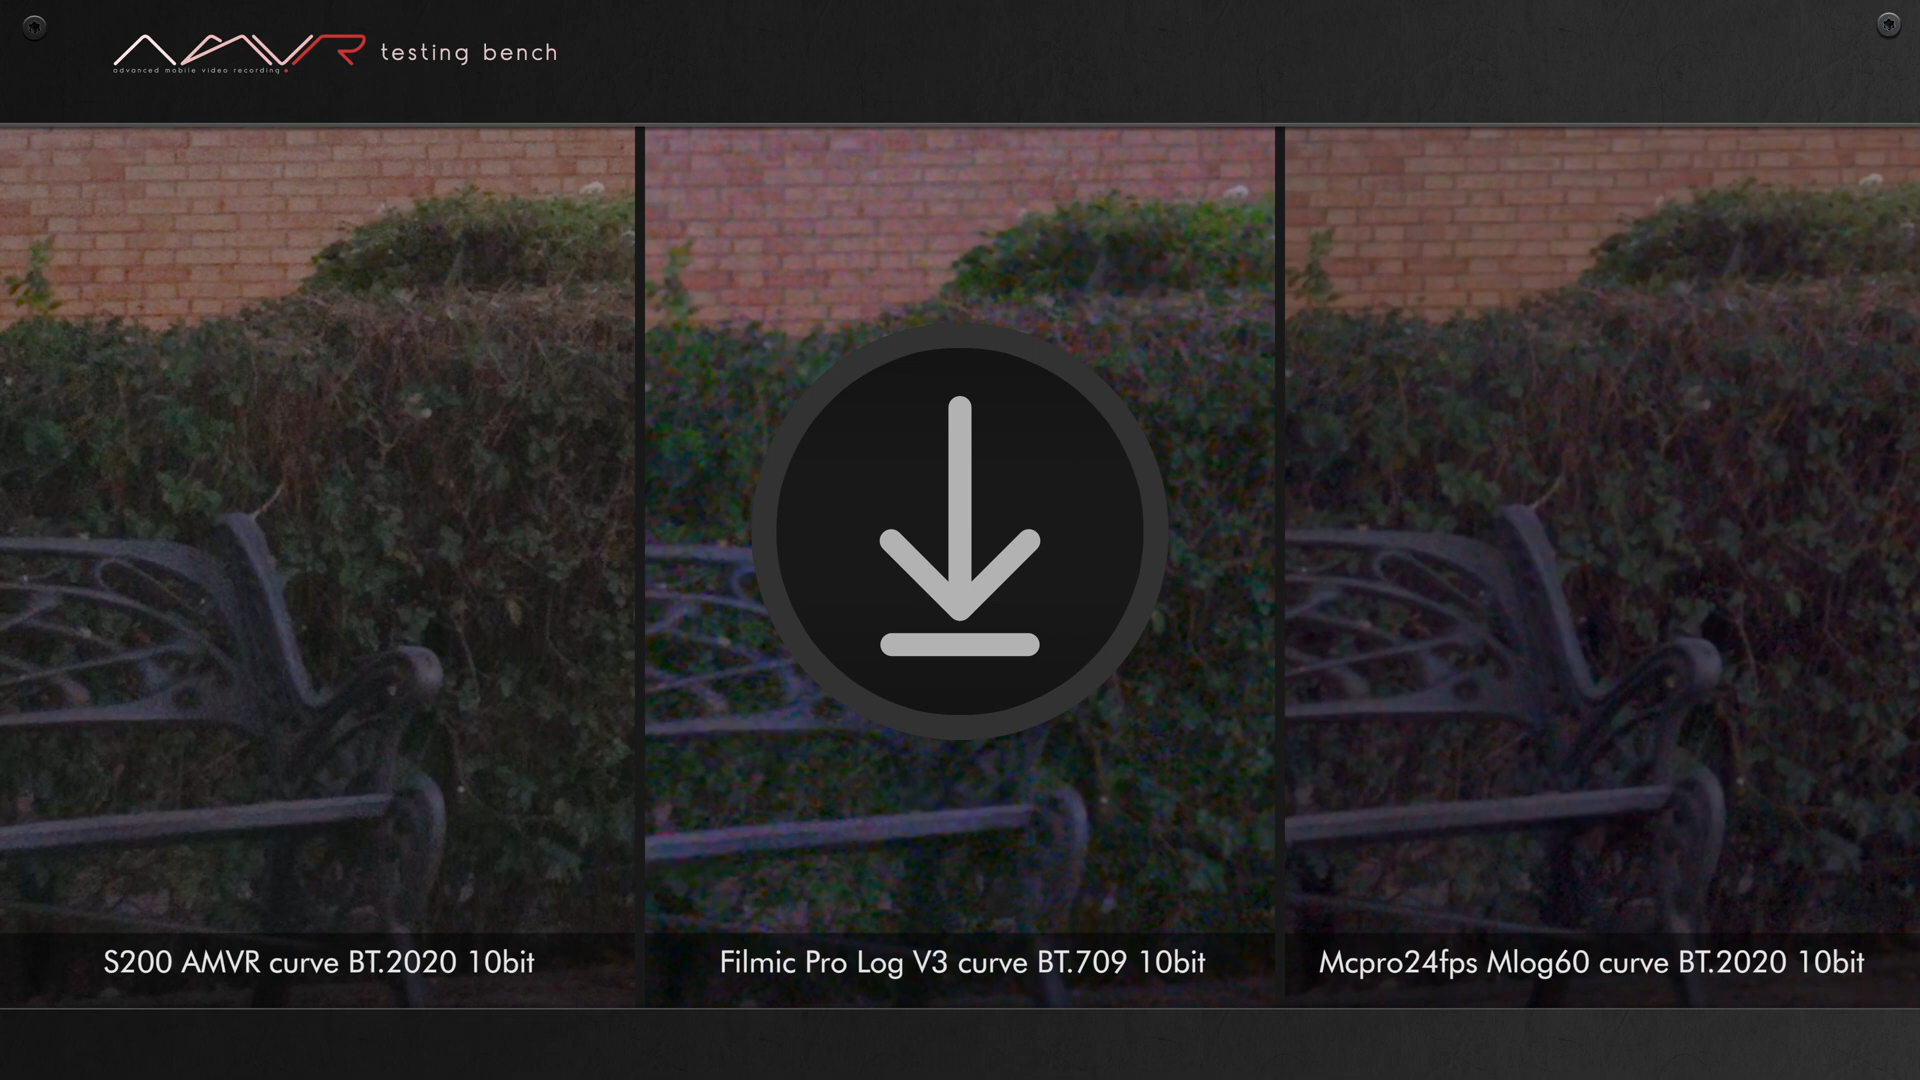 AMVR testing bench
advanced mobile video recording
S200 AMVR curve BT.2020 10bit
Filmic Pro Log V3 curve BT.709 10bit
Mcpro24fps Mlog60 curve BT.2020 10bit